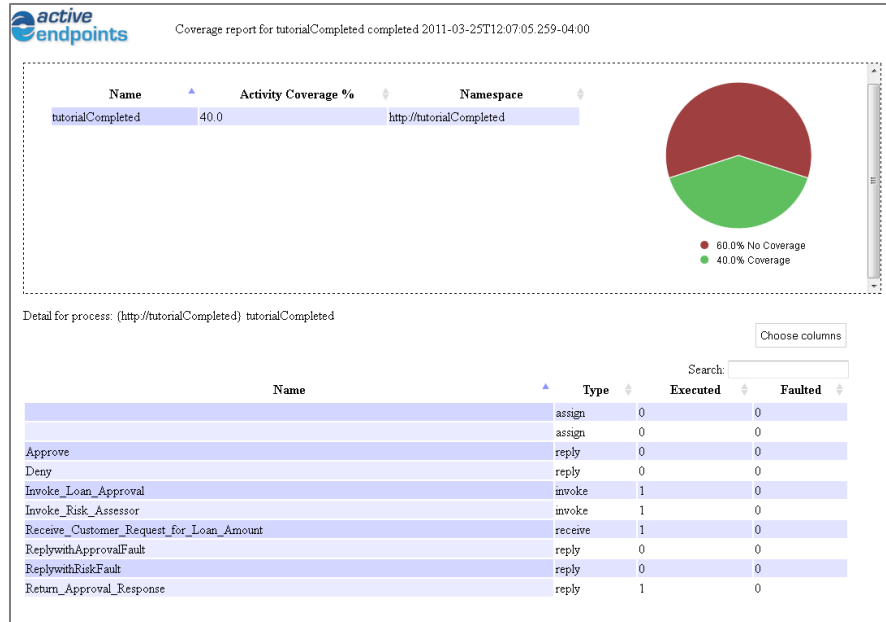 active
endpoints
Coverage report for tutorialCompleted completed 2011-03-25T12:07:05.259-04:00
Name Activity Coverage % Namespace
tutorialCompleted 40.0 http://tutorialCompleted
60.0% No Coverage
40.0% Coverage
Detail for process: {http://tutorialCompleted} tutorialCompleted
Choose columns
Search:
Name Type Executed Faulted
assign 0 0
assign 0 0
Approve reply 0 0
Deny reply 0 0
Invoke_Loan_Approval invoke 1 0
Invoke_Risk_Assessor invoke 1 0
Receive_Customer_Request_for_Loan_Amount receive 1 0
ReplywithApprovalFault reply 0 0
ReplywithRiskFault reply 0 0
Return_Approval_Response reply 1 0